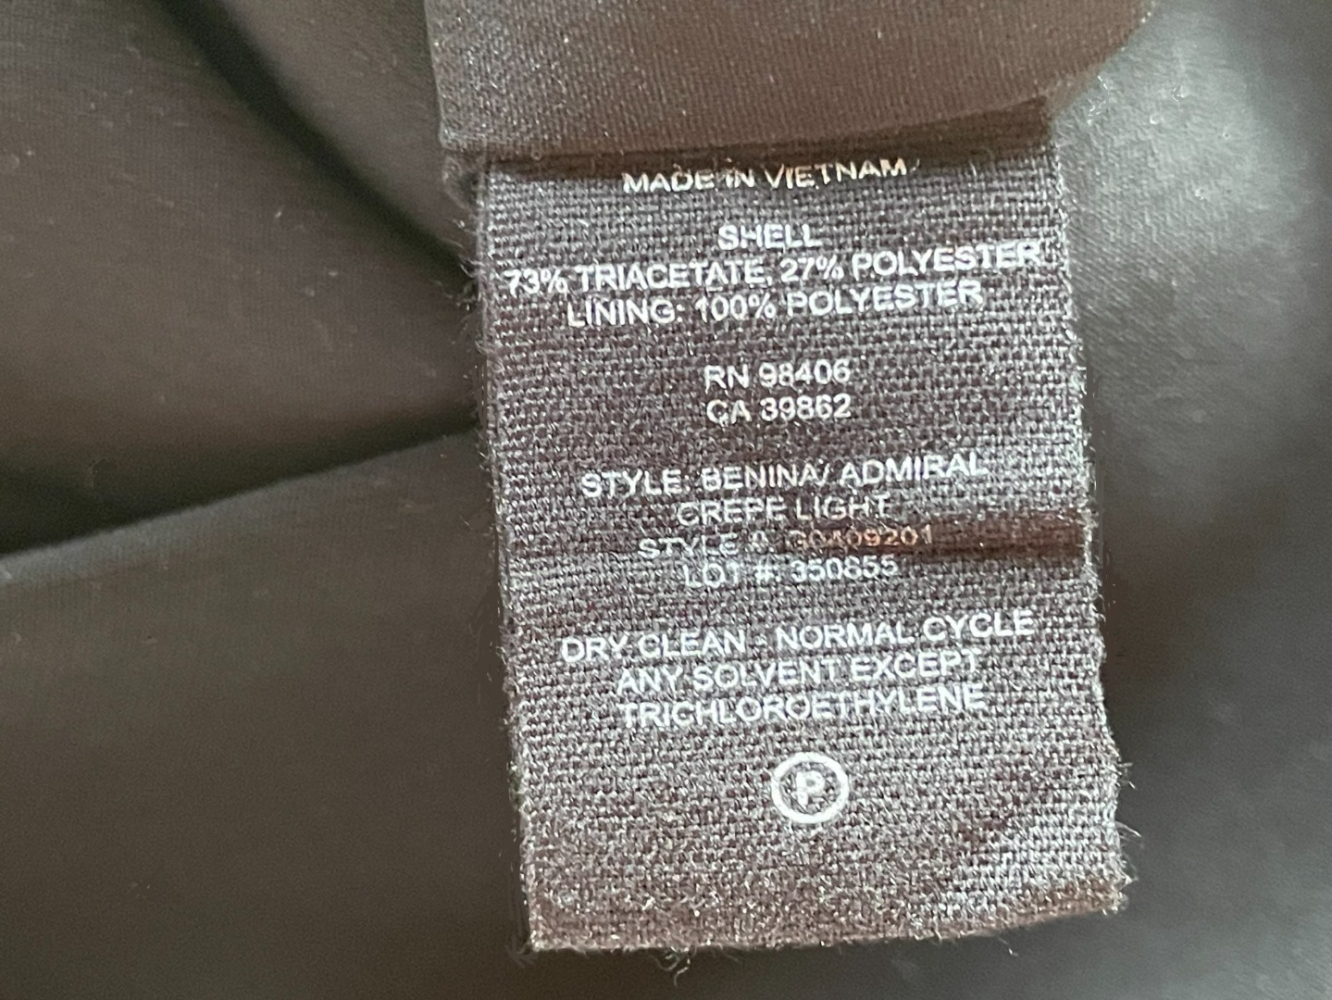 MADE IN VIETNAM
SHELL
73% TRIACETATE, 27% POLYESTER
LINING: 100% POLYESTER
RN 98406
CA 39862
STYLE: BENINA/ ADMIRAL
CREPE LIGHT
STYLE #:
LOT #: 350855
DRY CLEAN - NORMAL CYCLE
ANY SOLVENT EXCEPT
TRICHLOROETHYLENE
P